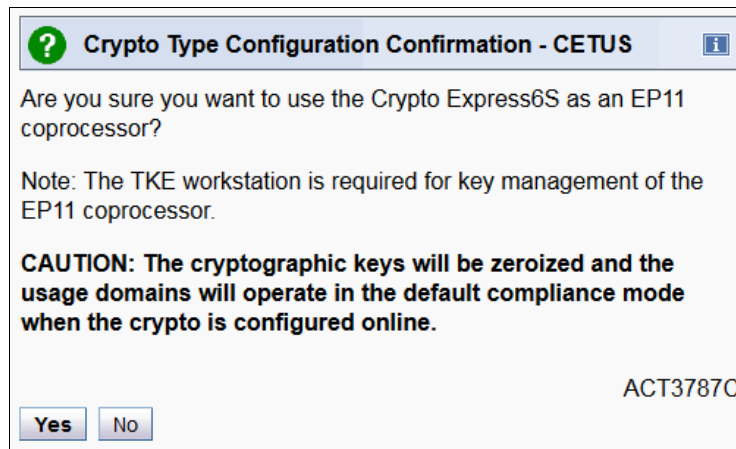 Crypto Type Configuration Confirmation - CETUS
Are you sure you want to use the Crypto Express6S as an EP11
coprocessor?
Note: The TKE workstation is required for key management of the
EP11 coprocessor.
CAUTION: The cryptographic keys will be zeroized and the
usage domains will operate in the default compliance mode
when the crypto is configured online.
ACT3787C
Yes No